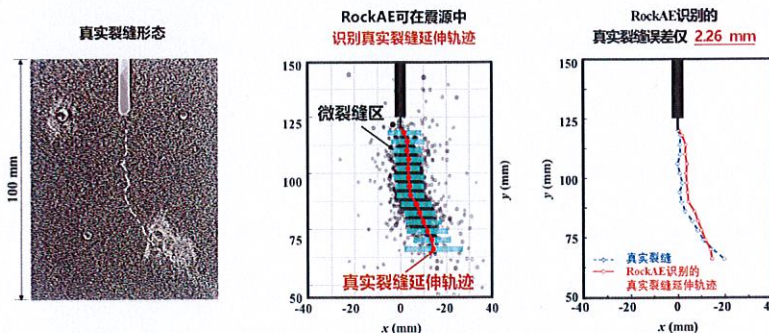 真实裂缝形态
100 mm
RockAE可在震源中
识别真实裂缝延伸轨迹
150
125
100
75
50
-40
-20
0
20
40
x (mm)
y (mm)
微裂缝区
真实裂缝延伸轨迹
RockAE识别的
真实裂缝误差仅 2.26 mm
150
125
100
75
50
-40
-20
0
20
40
x (mm)
y (mm)
真实裂缝
RockAE识别的
真实裂缝延伸轨迹